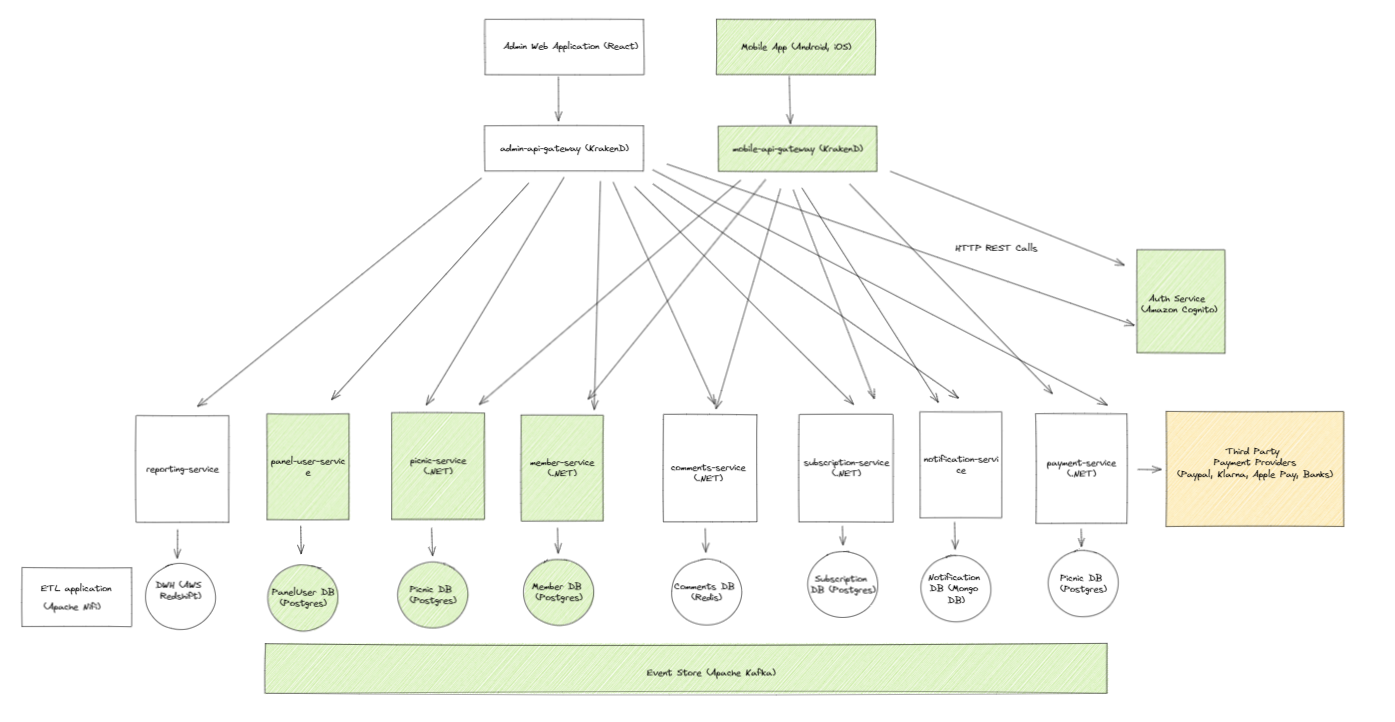 Admin Web Application (React)
Mobile App (Android, iOS)
admin-api-gateway (KrakenD)
mobile-api-gateway (KrakenD)
HTTP REST Calls
Auth Service
(Amazon Cognito)
reporting-service
panel-user-servic
e
picnic-service
(.NET)
member-service
(.NET)
comments-service
(.NET)
subscription-service
(.NET)
notification-servi
ce
payment-service
(.NET)
Third Party
Payment Providers
(Paypal, Klarna, Apple Pay, Banks)
ETL application
(Apache Nifi)
DWH (AWS
Redshift)
PanelUser DB
(Postgres)
Picnic DB
(Postgres)
Member DB
(Postgres)
Comments DB
(Redis)
Subscription
DB (Postgres)
Notification
DB (Mongo
DB)
Picnic DB
(Postgres)
Event Store (Apache Kafka)